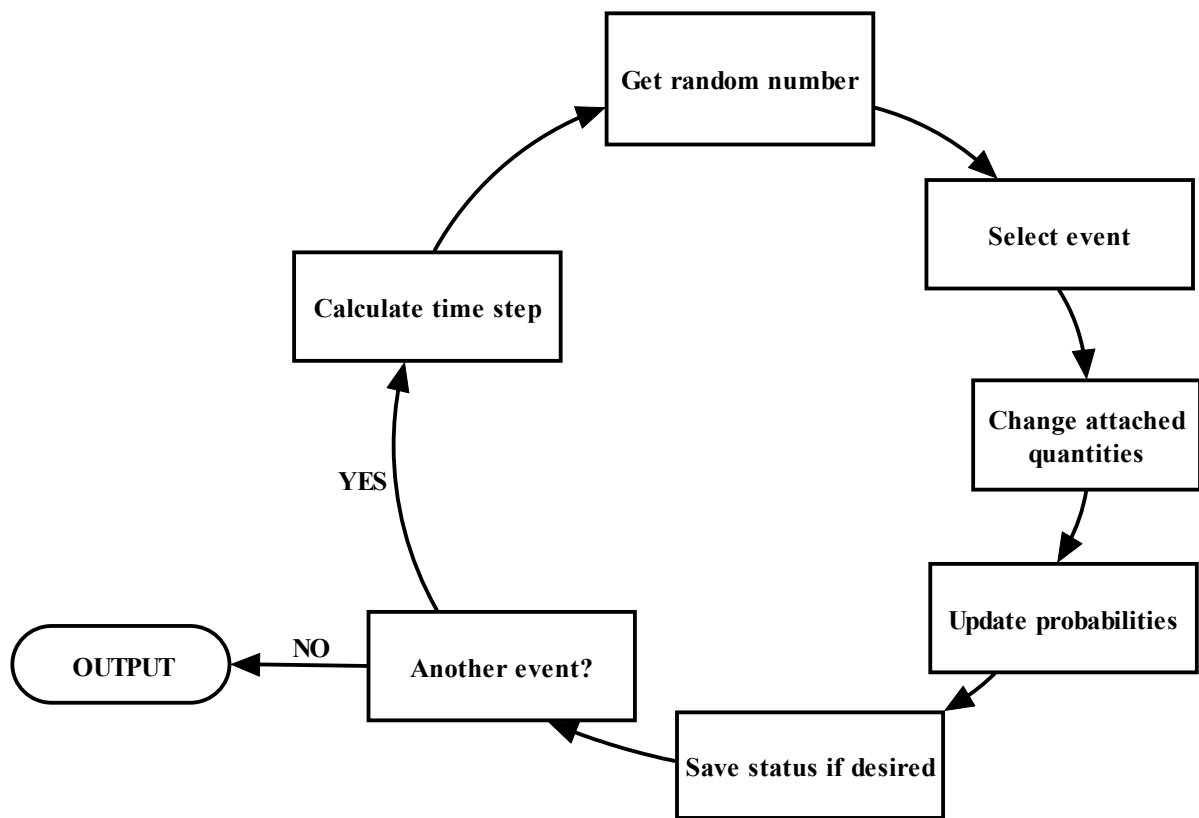 Get random number
Select event
Change attached
quantities
Update probabilities
Save status if desired
Another event?
YES
Calculate time step
NO
OUTPUT